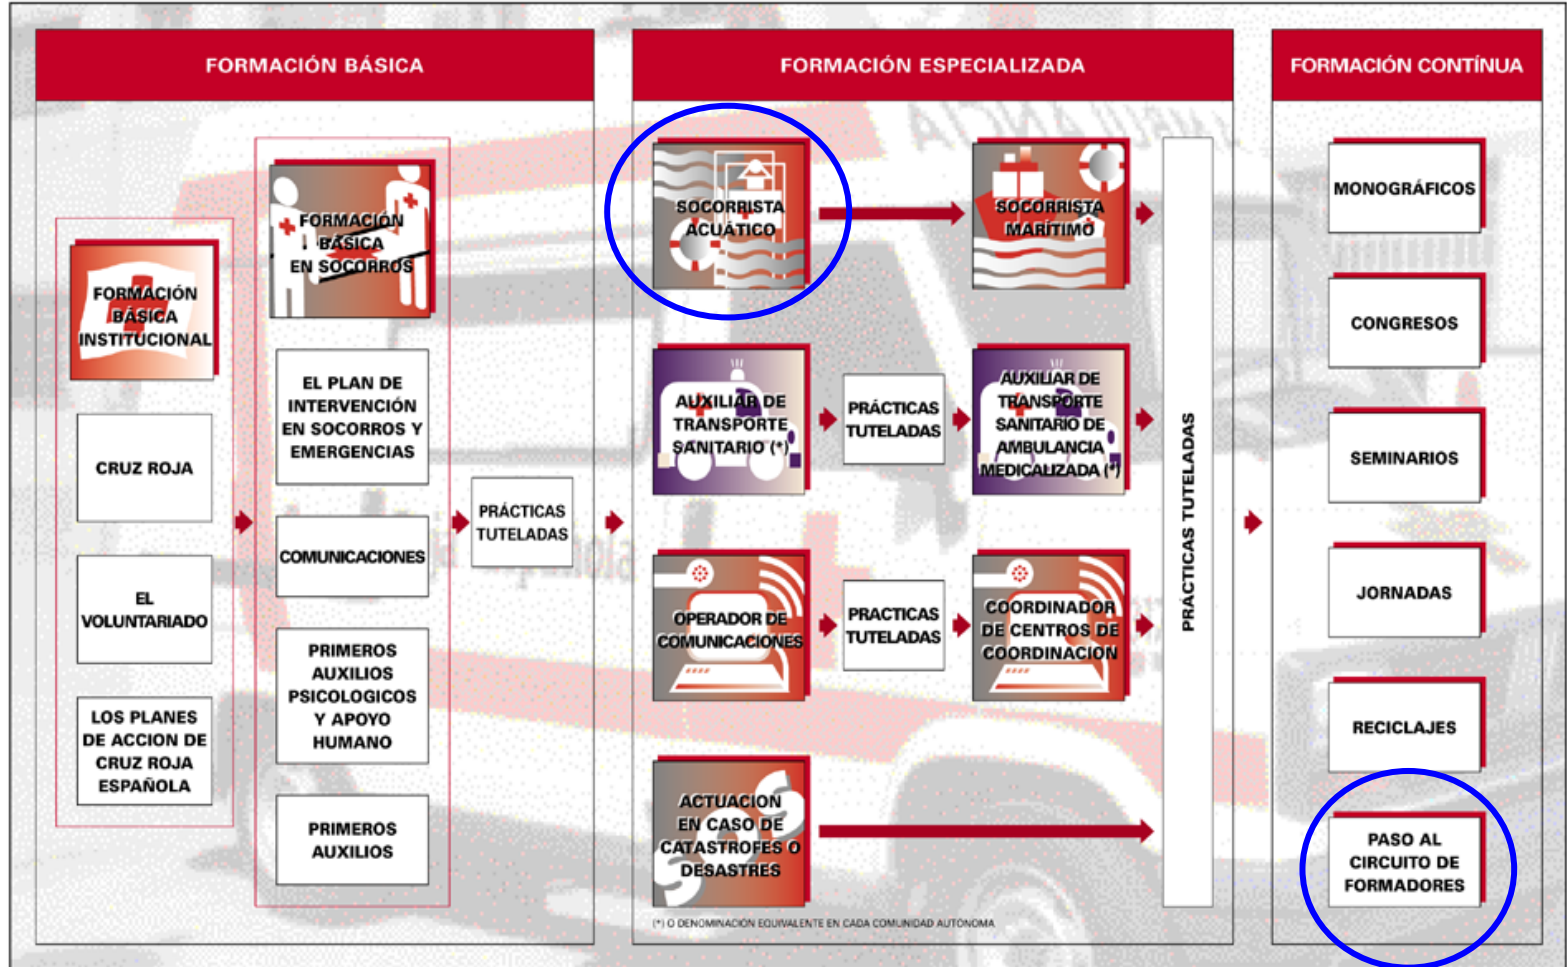 FORMACIÓN BÁSICA
FORMACIÓN
BÁSICA
INSTITUCIONAL
CRUZ ROJA
EL
VOLUNTARIADO
LOS PLANES
DE ACCION DE
CRUZ ROJA
ESPAÑOLA
FORMACIÓN
BÁSICA
EN SOCORROS
EL PLAN DE
INTERVENCIÓN
EN SOCORROS Y
EMERGENCIAS
COMUNICACIONES
PRIMEROS
AUXILIOS
PSICOLOGICOS
Y APOYO
HUMANO
PRIMEROS
AUXILIOS
PRÁCTICAS
TUTELADAS
FORMACIÓN ESPECIALIZADA
SOCORRISTA
ACUÁTICO
SOCORRISTA
MARÍTIMO
AUXILIAR DE
TRANSPORTE
SANITARIO (*)
PRÁCTICAS
TUTELADAS
AUXILIAR DE
TRANSPORTE
SANITARIO DE
AMBULANCIA
MEDICALIZADA (*)
OPERADOR DE
COMUNICACIONES
PRACTICAS
TUTELADAS
COORDINADOR
DE CENTROS DE
COORDINACION
ACTUACION
EN CASO DE
CATASTROFES O
DESASTRES
SOS
(*) O DENOMINACIÓN EQUIVALENTE EN CADA COMUNIDAD AUTÓNOMA
PRÁCTICAS TUTELADAS
FORMACIÓN CONTÍNUA
MONOGRÁFICOS
CONGRESOS
SEMINARIOS
JORNADAS
RECICLAJES
PASO AL
CIRCUITO DE
FORMADORES